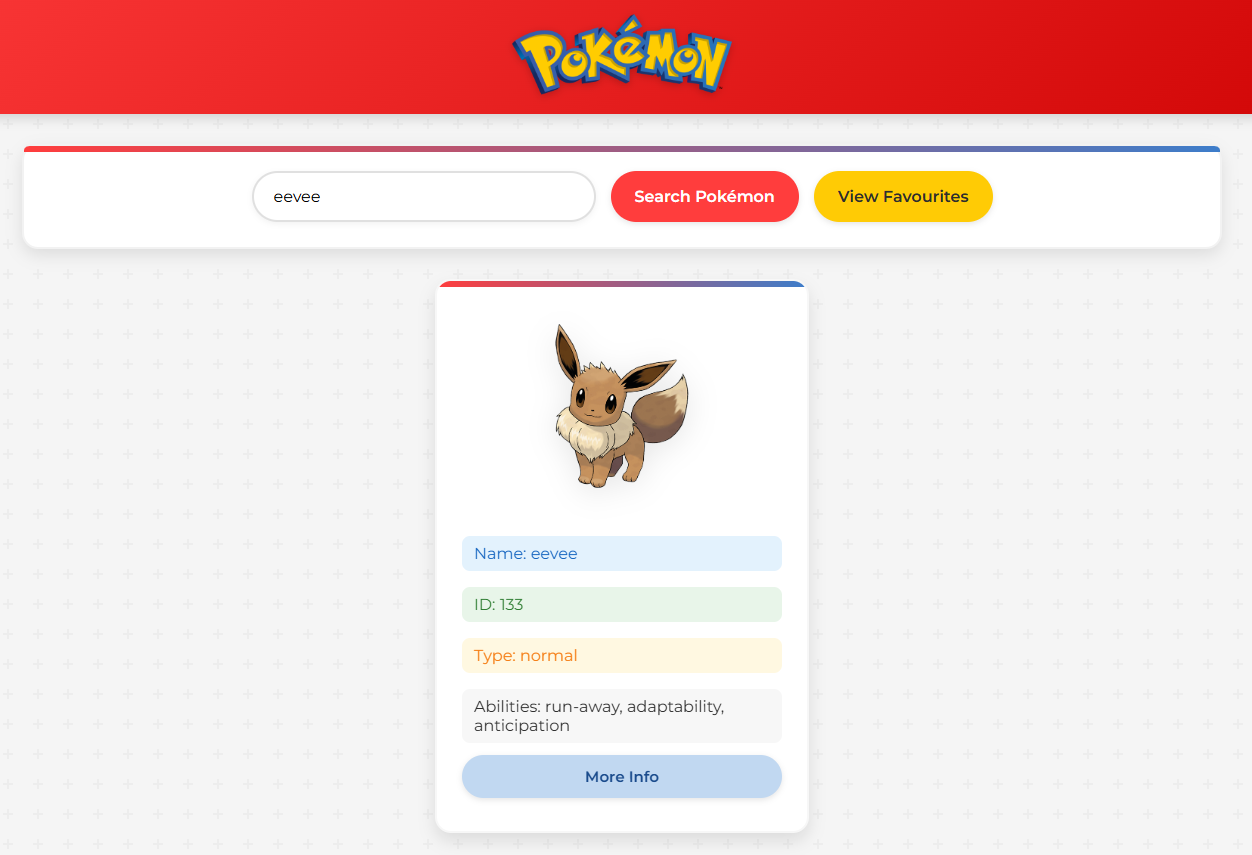 Pokémon
eevee
Search Pokémon
View Favourites
Name: eevee
ID: 133
Type: normal
Abilities: run-away, adaptability,
anticipation
More Info